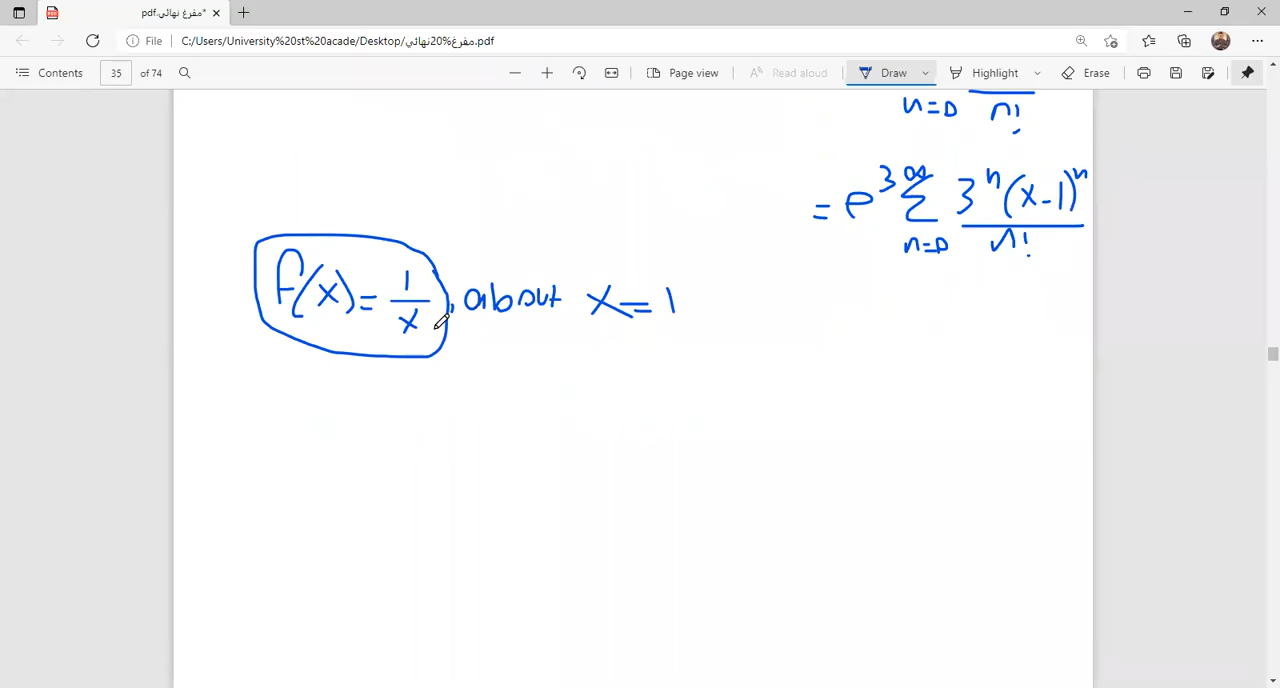 مفرغ نهائي.pdf*
File C:/Users/University%20st%20acade/Desktop/مفرغ%20نهائي.pdf
Contents 35 of 74 Page view Read aloud Draw Highlight Erase
n=0 n!
= e^3 ∑_{n=0}^{∞} 3^n (x-1)^n / n!
f(x) = 1/x , about x = 1